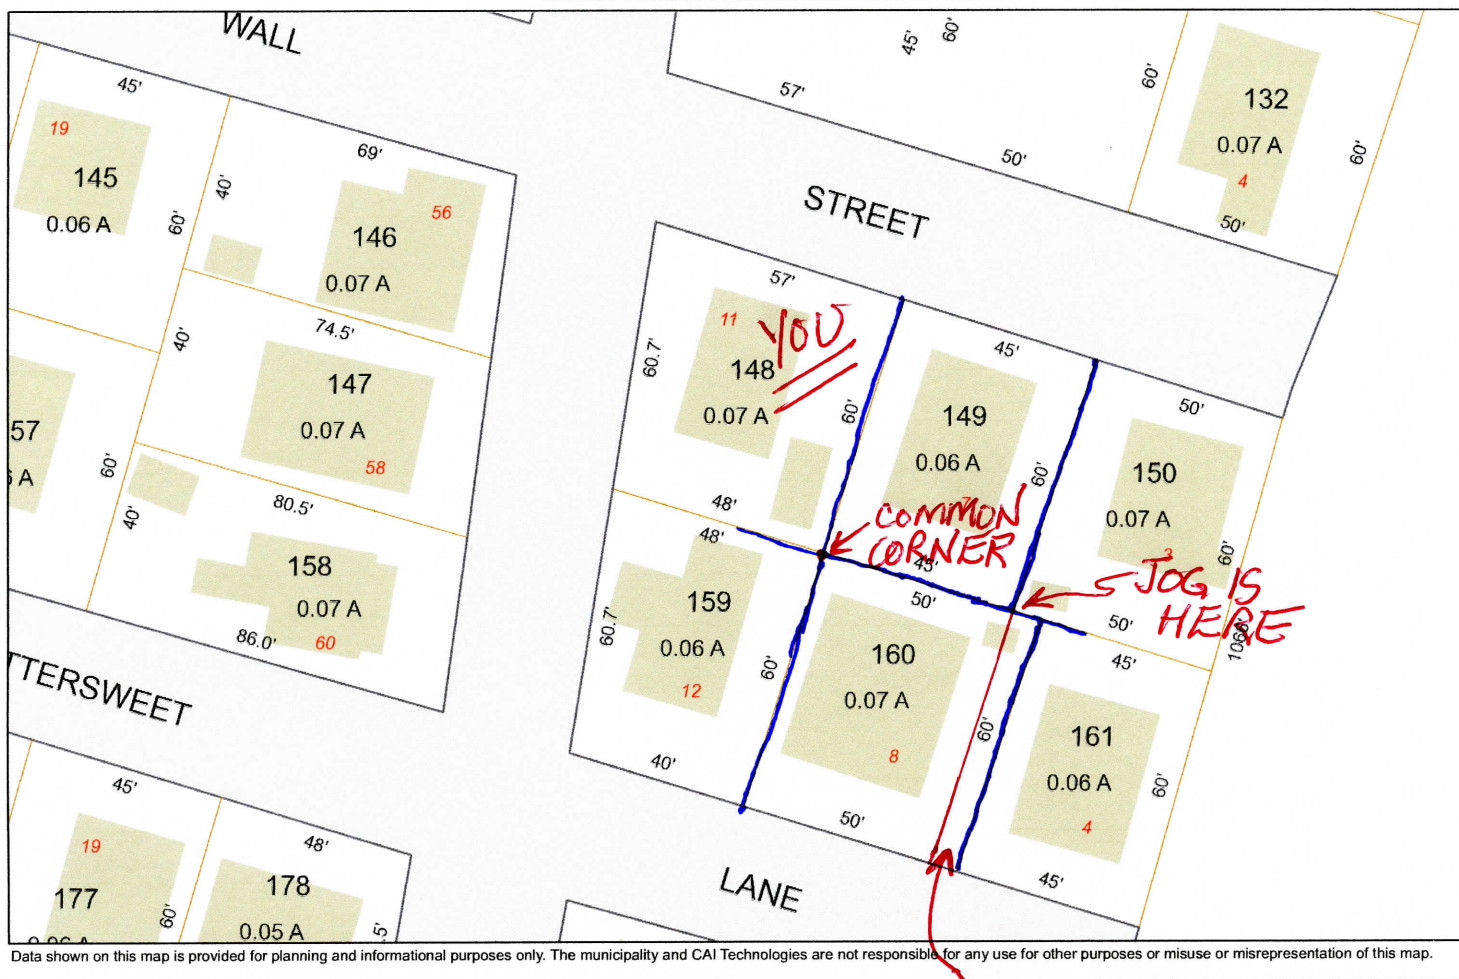 WALL
45'
19
145
0.06 A
60'
40'
69'
56
146
0.07 A
57'
45'
60'
50'
60'
132
0.07 A
4
50'
60'
STREET
40'
74.5'
147
0.07 A
58
57
A
60'
80.5'
40'
158
0.07 A
60
86.0'
57'
11
YOU
148
0.07 A
60.7'
60'
48'
45'
149
0.06 A
7
60'
COMMON
CORNER
45'
50'
150
0.07 A
3
60'
JOG IS
HERE
50'
48'
159
0.06 A
12
60.7'
60'
40'
50'
160
0.07 A
8
60'
50'
45'
161
0.06 A
4
60'
45'
TTERSWEET
LANE
45'
19
177
0.06 A
60'
48'
178
0.05 A
.5'
Data shown on this map is provided for planning and informational purposes only. The municipality and CAI Technologies are not responsible for any use for other purposes or misuse or misrepresentation of this map.